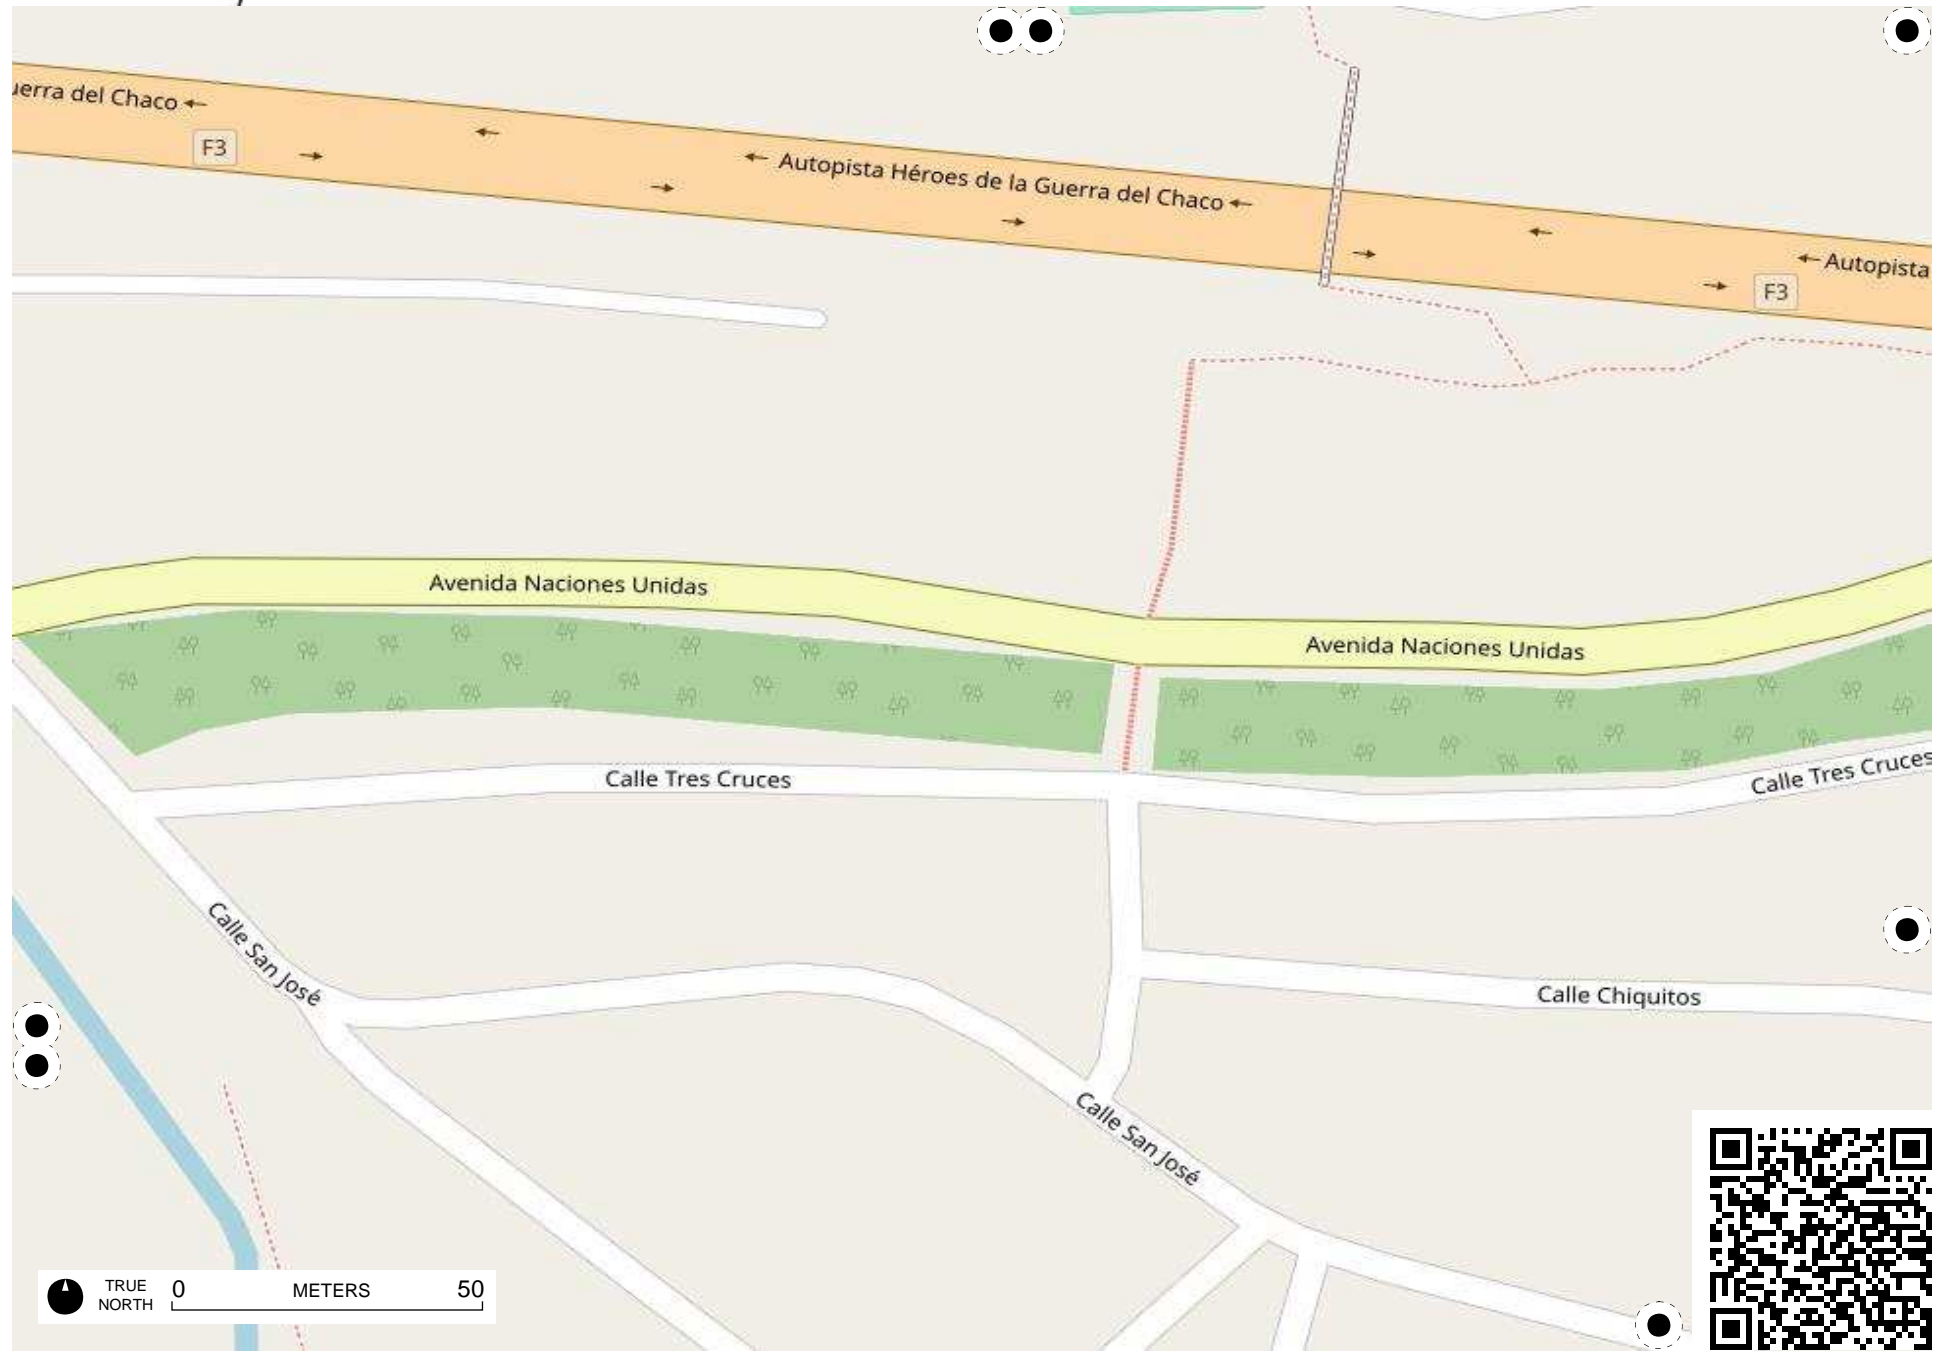 uerra del Chaco
F3
Autopista Héroes de la Guerra del Chaco
Autopista
F3
Avenida Naciones Unidas
Avenida Naciones Unidas
Calle Tres Cruces
Calle Tres Cruces
Calle San José
Calle Chiquitos
Calle San José
TRUE
NORTH
0 METERS 50